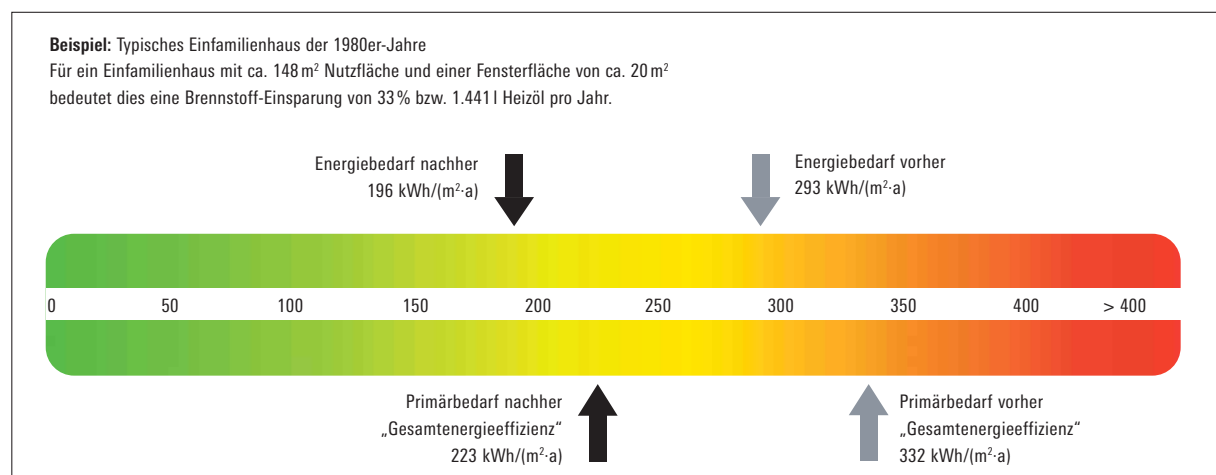 Beispiel: Typisches Einfamilienhaus der 1980er-Jahre
Für ein Einfamilienhaus mit ca. 148 m² Nutzfläche und einer Fensterfläche von ca. 20 m²
bedeutet dies eine Brennstoff-Einsparung von 33 % bzw. 1.441 l Heizöl pro Jahr.
Energiebedarf nachher
196 kWh/(m²·a)
Energiebedarf vorher
293 kWh/(m²·a)
0 50 100 150 200 250 300 350 400 > 400
Primärbedarf nachher
„Gesamtenergieeffizienz“
223 kWh/(m²·a)
Primärbedarf vorher
„Gesamtenergieeffizienz“
332 kWh/(m²·a)